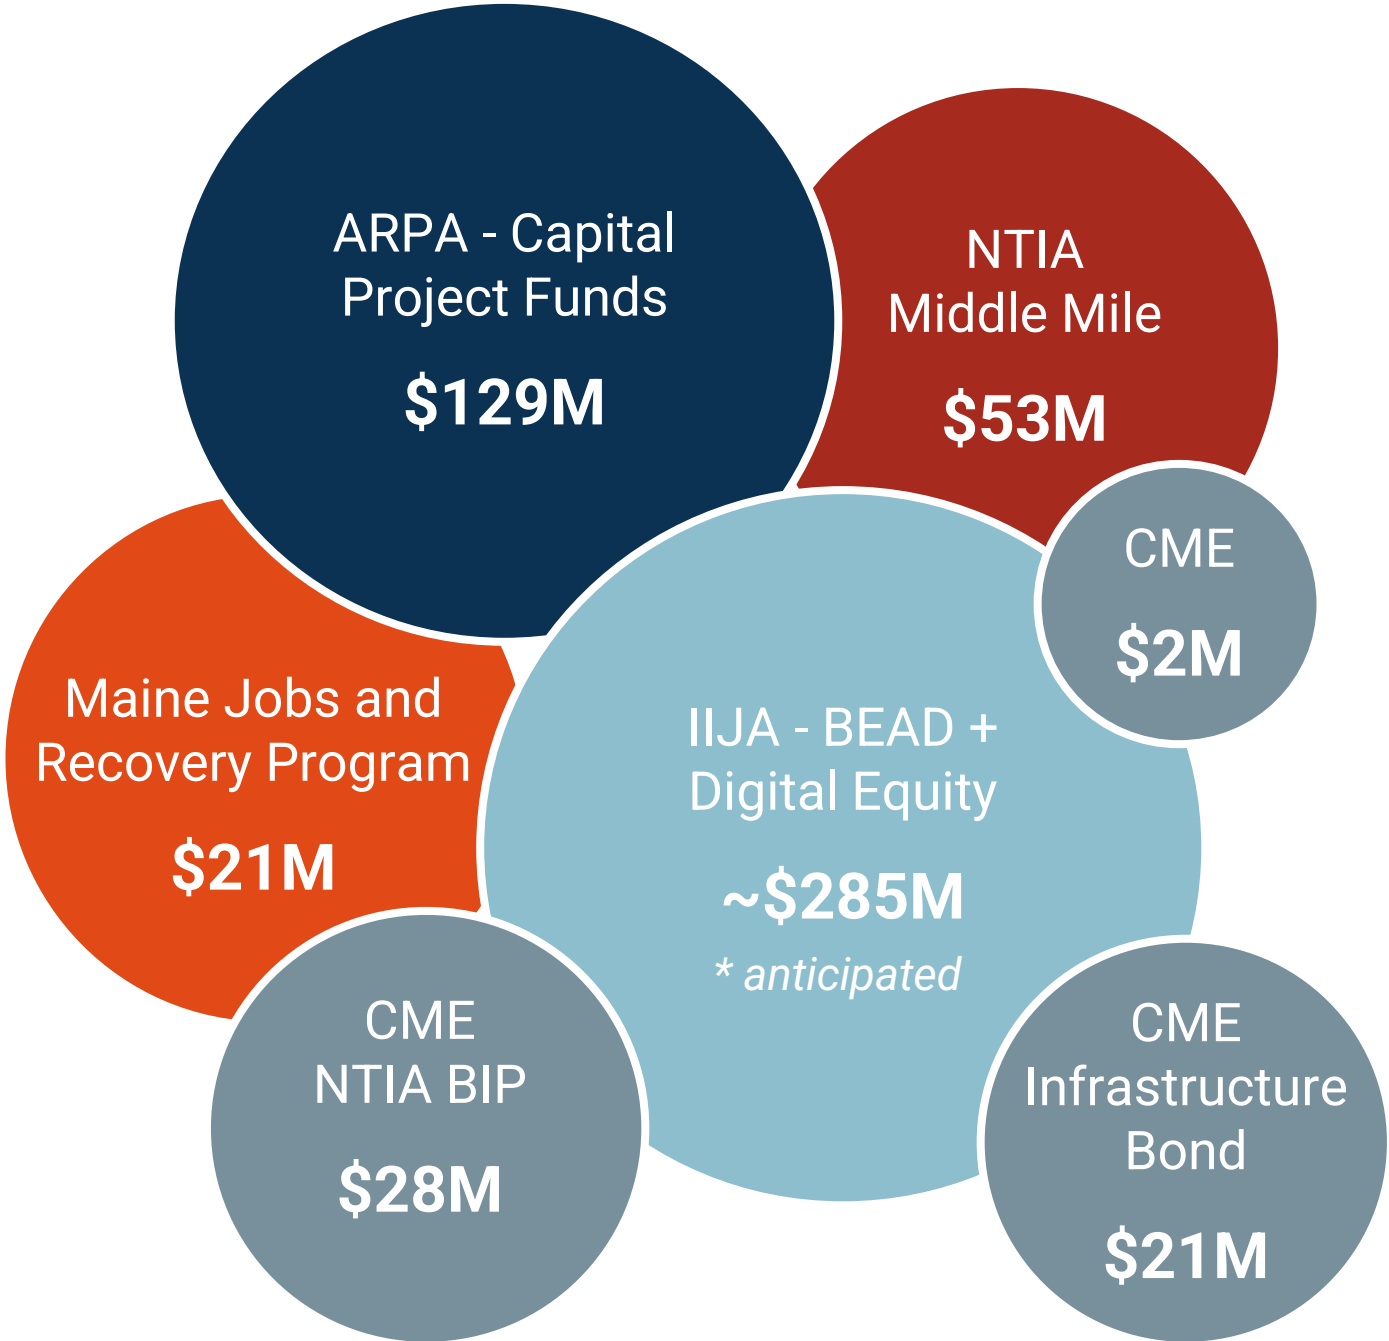 ARPA - Capital
Project Funds
$129M
NTIA
Middle Mile
$53M
CME
$2M
Maine Jobs and
Recovery Program
$21M
IIJA - BEAD +
Digital Equity
~$285M
* anticipated
CME
NTIA BIP
$28M
CME
Infrastructure
Bond
$21M